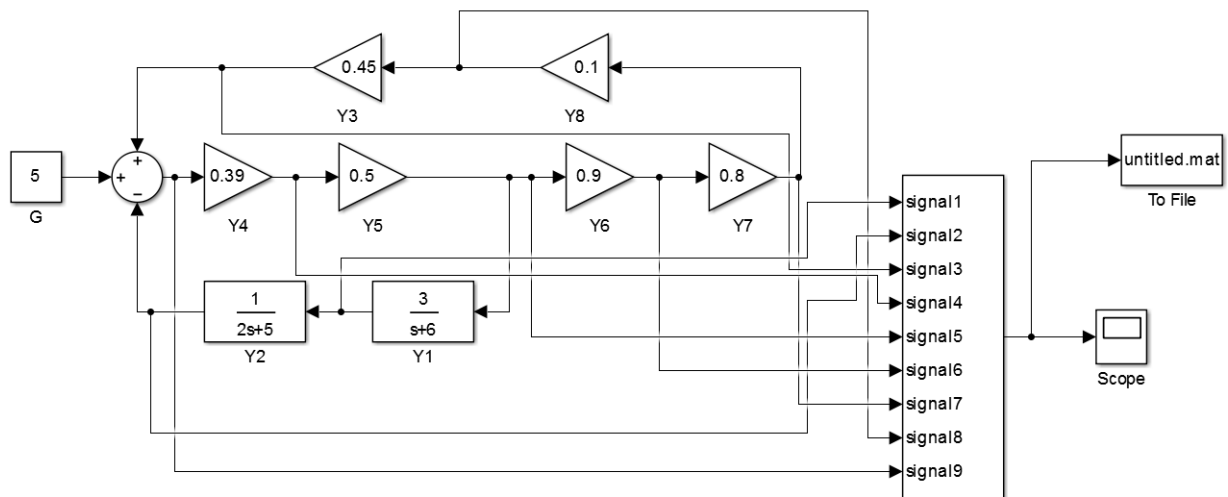 0.45
0.1
Y3
Y8
5
G
+
+
−
0.39
Y4
0.5
Y5
0.9
Y6
0.8
Y7
1
2s+5
Y2
3
s+6
Y1
signal1
signal2
signal3
signal4
signal5
signal6
signal7
signal8
signal9
untitled.mat
To File
Scope